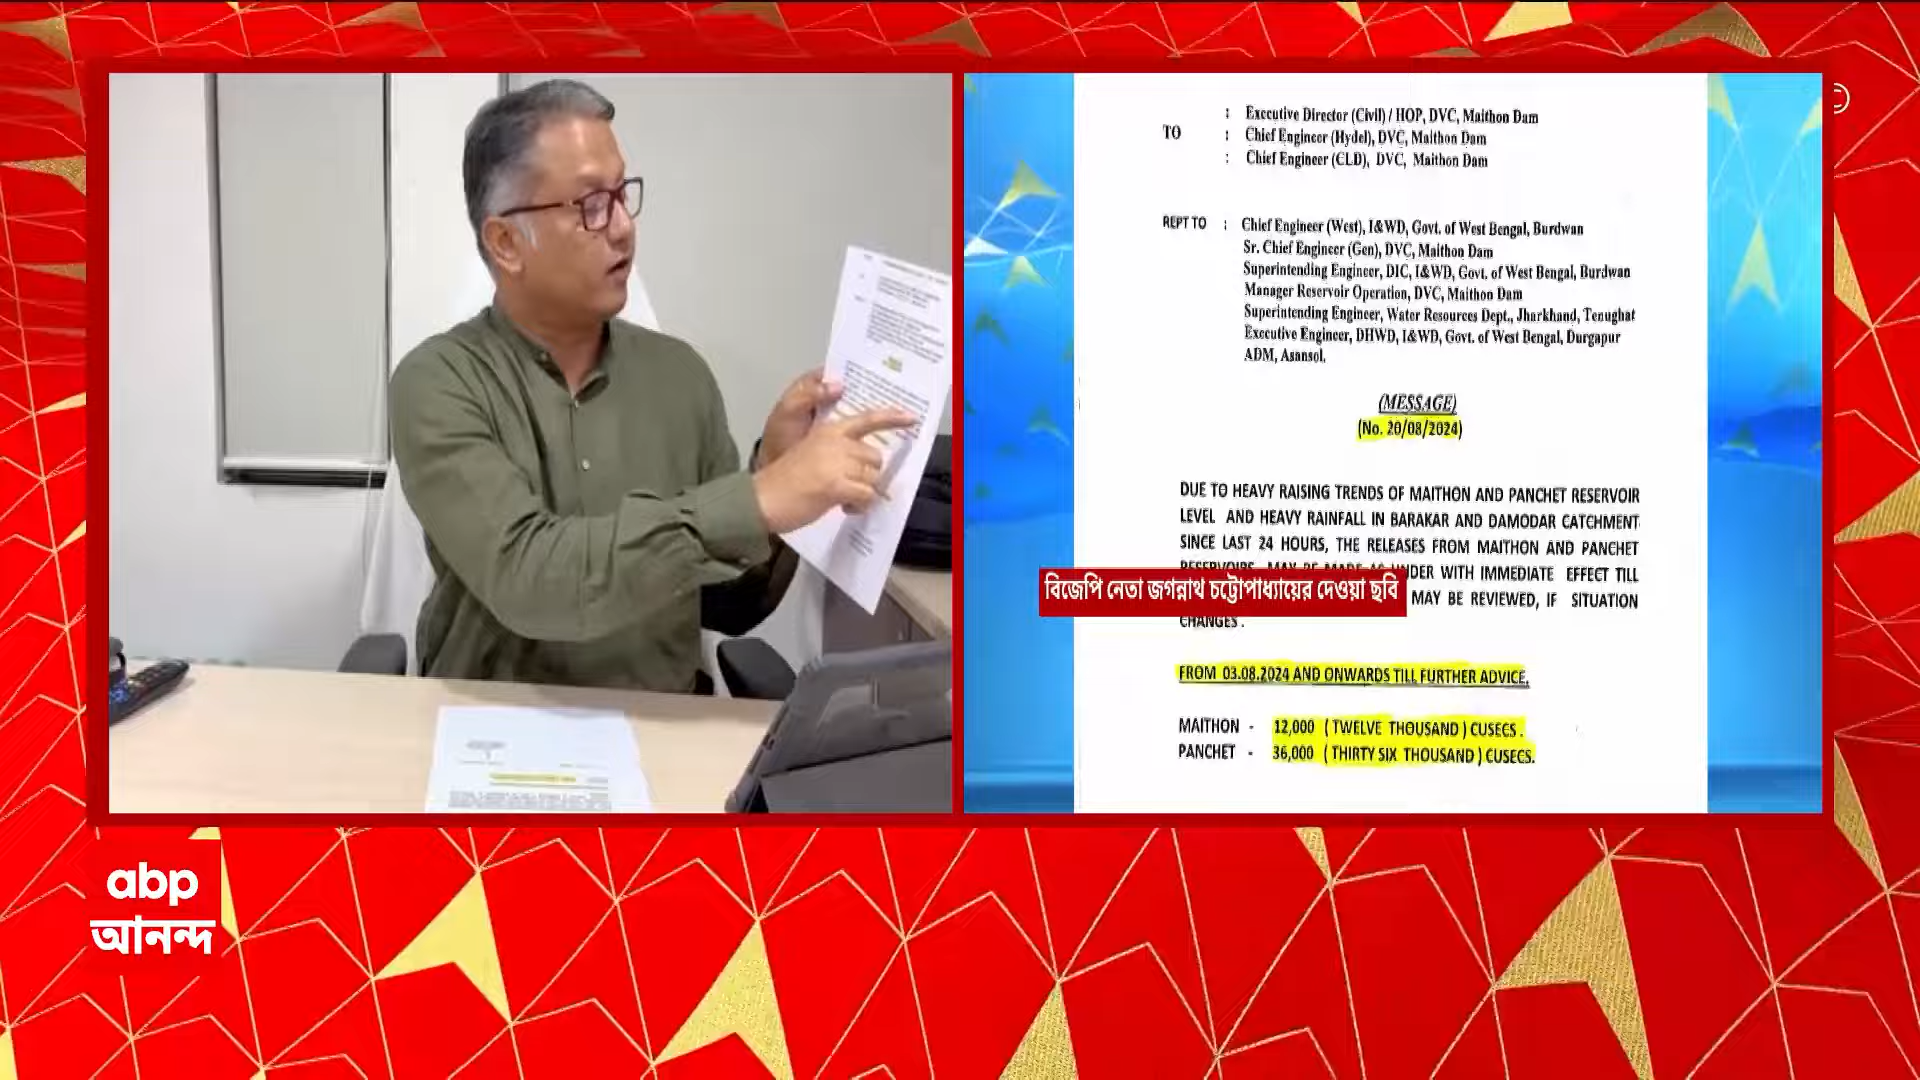 Executive Director (Civil) / HOP, DVC, Maithon Dam
TO : Chief Engineer (Hydel), DVC, Maithon Dam
: Chief Engineer (CLD), DVC, Maithon Dam
REPT TO : Chief Engineer (West), I&WD, Govt. of West Bengal, Burdwan
Sr. Chief Engineer (Gen), DVC, Maithon Dam
Superintending Engineer, DIC, I&WD, Govt. of West Bengal, Burdwan
Manager Reservoir Operation, DVC, Maithon Dam
Superintending Engineer, Water Resources Dept., Jharkhand, Tenughat
Executive Engineer, DHWD, I&WD, Govt. of West Bengal, Durgapur
ADM, Asansol.
(MESSAGE)
(No. 20/08/2024)
DUE TO HEAVY RAISING TRENDS OF MAITHON AND PANCHET RESERVOIR
LEVEL AND HEAVY RAINFALL IN BARAKAR AND DAMODAR CATCHMENT
SINCE LAST 24 HOURS, THE RELEASES FROM MAITHON AND PANCHET
UNDER WITH IMMEDIATE EFFECT TILL
বিজেপি নেতা জগন্নাথ চট্টোপাধ্যায়ের দেওয়া ছবি
MAY BE REVIEWED, IF SITUATION
CHANGES.
FROM 03.08.2024 AND ONWARDS TILL FURTHER ADVICE.
MAITHON - 12,000 (TWELVE THOUSAND) CUSECS.
PANCHET - 36,000 (THIRTY SIX THOUSAND) CUSECS.
abp
আনন্দ